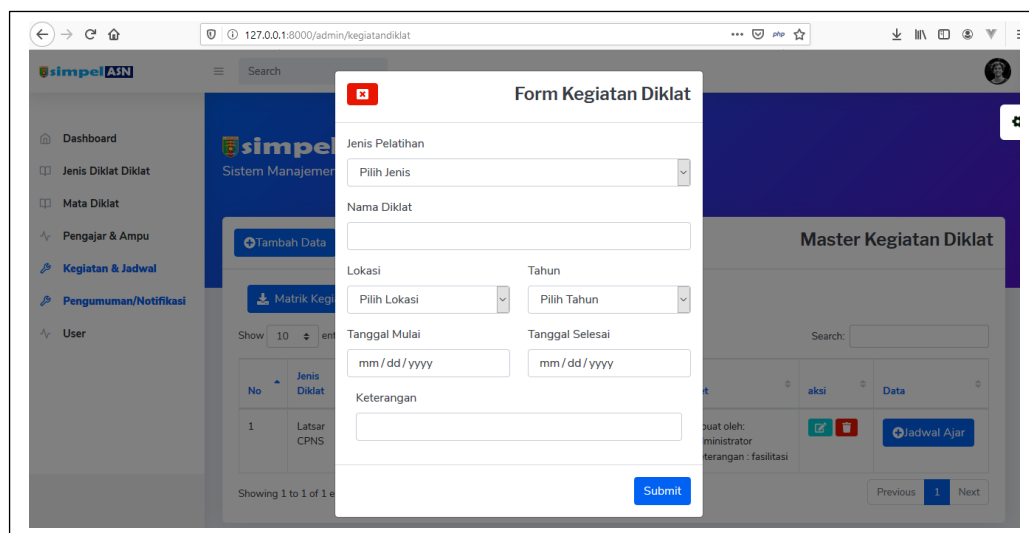 127.0.0.1:8000/admin/kegiatandiklat
php
simpel ASN
Search
Dashboard
Jenis Diklat Diklat
Mata Diklat
Pengajar & Ampu
Kegiatan & Jadwal
Pengumuman/Notifikasi
User
simpel
Sistem Manajemen
Tambah Data
Master Kegiatan Diklat
Matrik Kegi
Show 10 ent
Search:
No
Jenis Diklat
et
aksi
Data
1
Latsar CPNS
buat oleh:
ministrator
terangan : fasilitasi
Jadwal Ajar
Showing 1 to 1 of 1 e
Previous 1 Next
Form Kegiatan Diklat
Jenis Pelatihan
Pilih Jenis
Nama Diklat
Lokasi Tahun
Pilih Lokasi Pilih Tahun
Tanggal Mulai Tanggal Selesai
mm/dd/yyyy mm/dd/yyyy
Keterangan
Submit